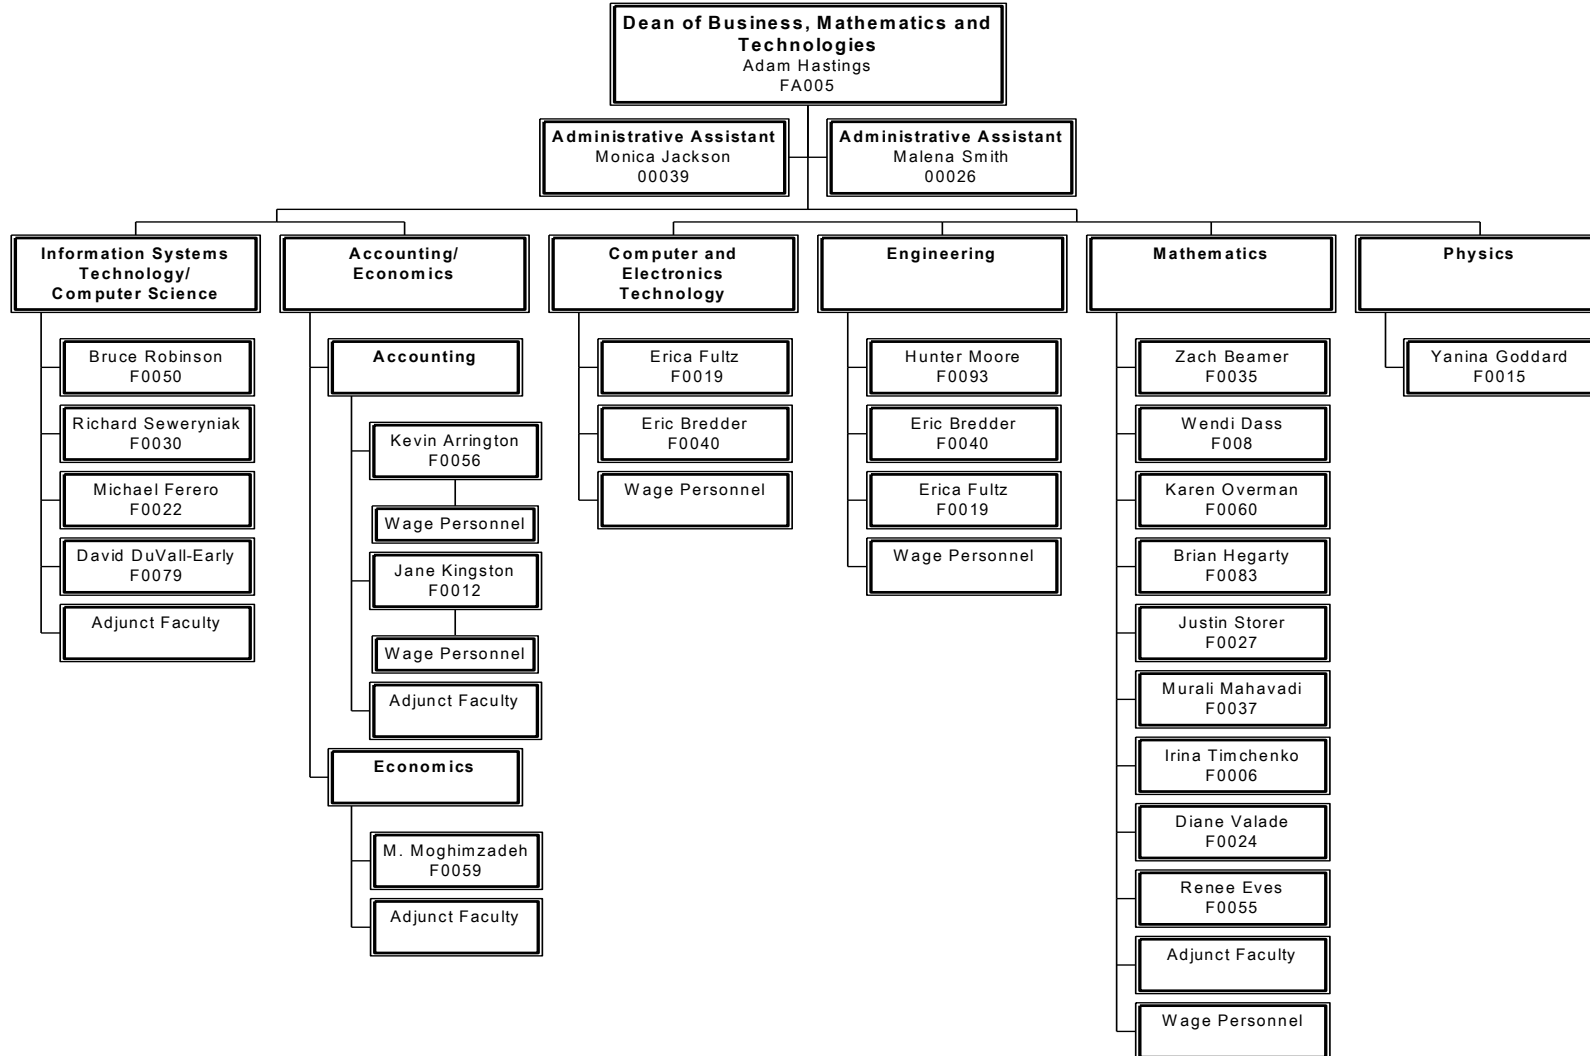 Dean of Business, Mathematics and
Technologies
Adam Hastings
FA005
Administrative Assistant
Monica Jackson
00039
Administrative Assistant
Malena Smith
00026
Information Systems
Technology/
Computer Science
Bruce Robinson
F0050
Richard Seweryniak
F0030
Michael Ferero
F0022
David DuVall-Early
F0079
Adjunct Faculty
Accounting/
Economics
Accounting
Kevin Arrington
F0056
Wage Personnel
Jane Kingston
F0012
Wage Personnel
Adjunct Faculty
Economics
M. Moghimzadeh
F0059
Adjunct Faculty
Computer and
Electronics
Technology
Erica Fultz
F0019
Eric Bredder
F0040
Wage Personnel
Engineering
Hunter Moore
F0093
Eric Bredder
F0040
Erica Fultz
F0019
Wage Personnel
Mathematics
Zach Beamer
F0035
Wendi Dass
F008
Karen Overman
F0060
Brian Hegarty
F0083
Justin Storer
F0027
Murali Mahavadi
F0037
Irina Timchenko
F0006
Diane Valade
F0024
Renee Eves
F0055
Adjunct Faculty
Wage Personnel
Physics
Yanina Goddard
F0015